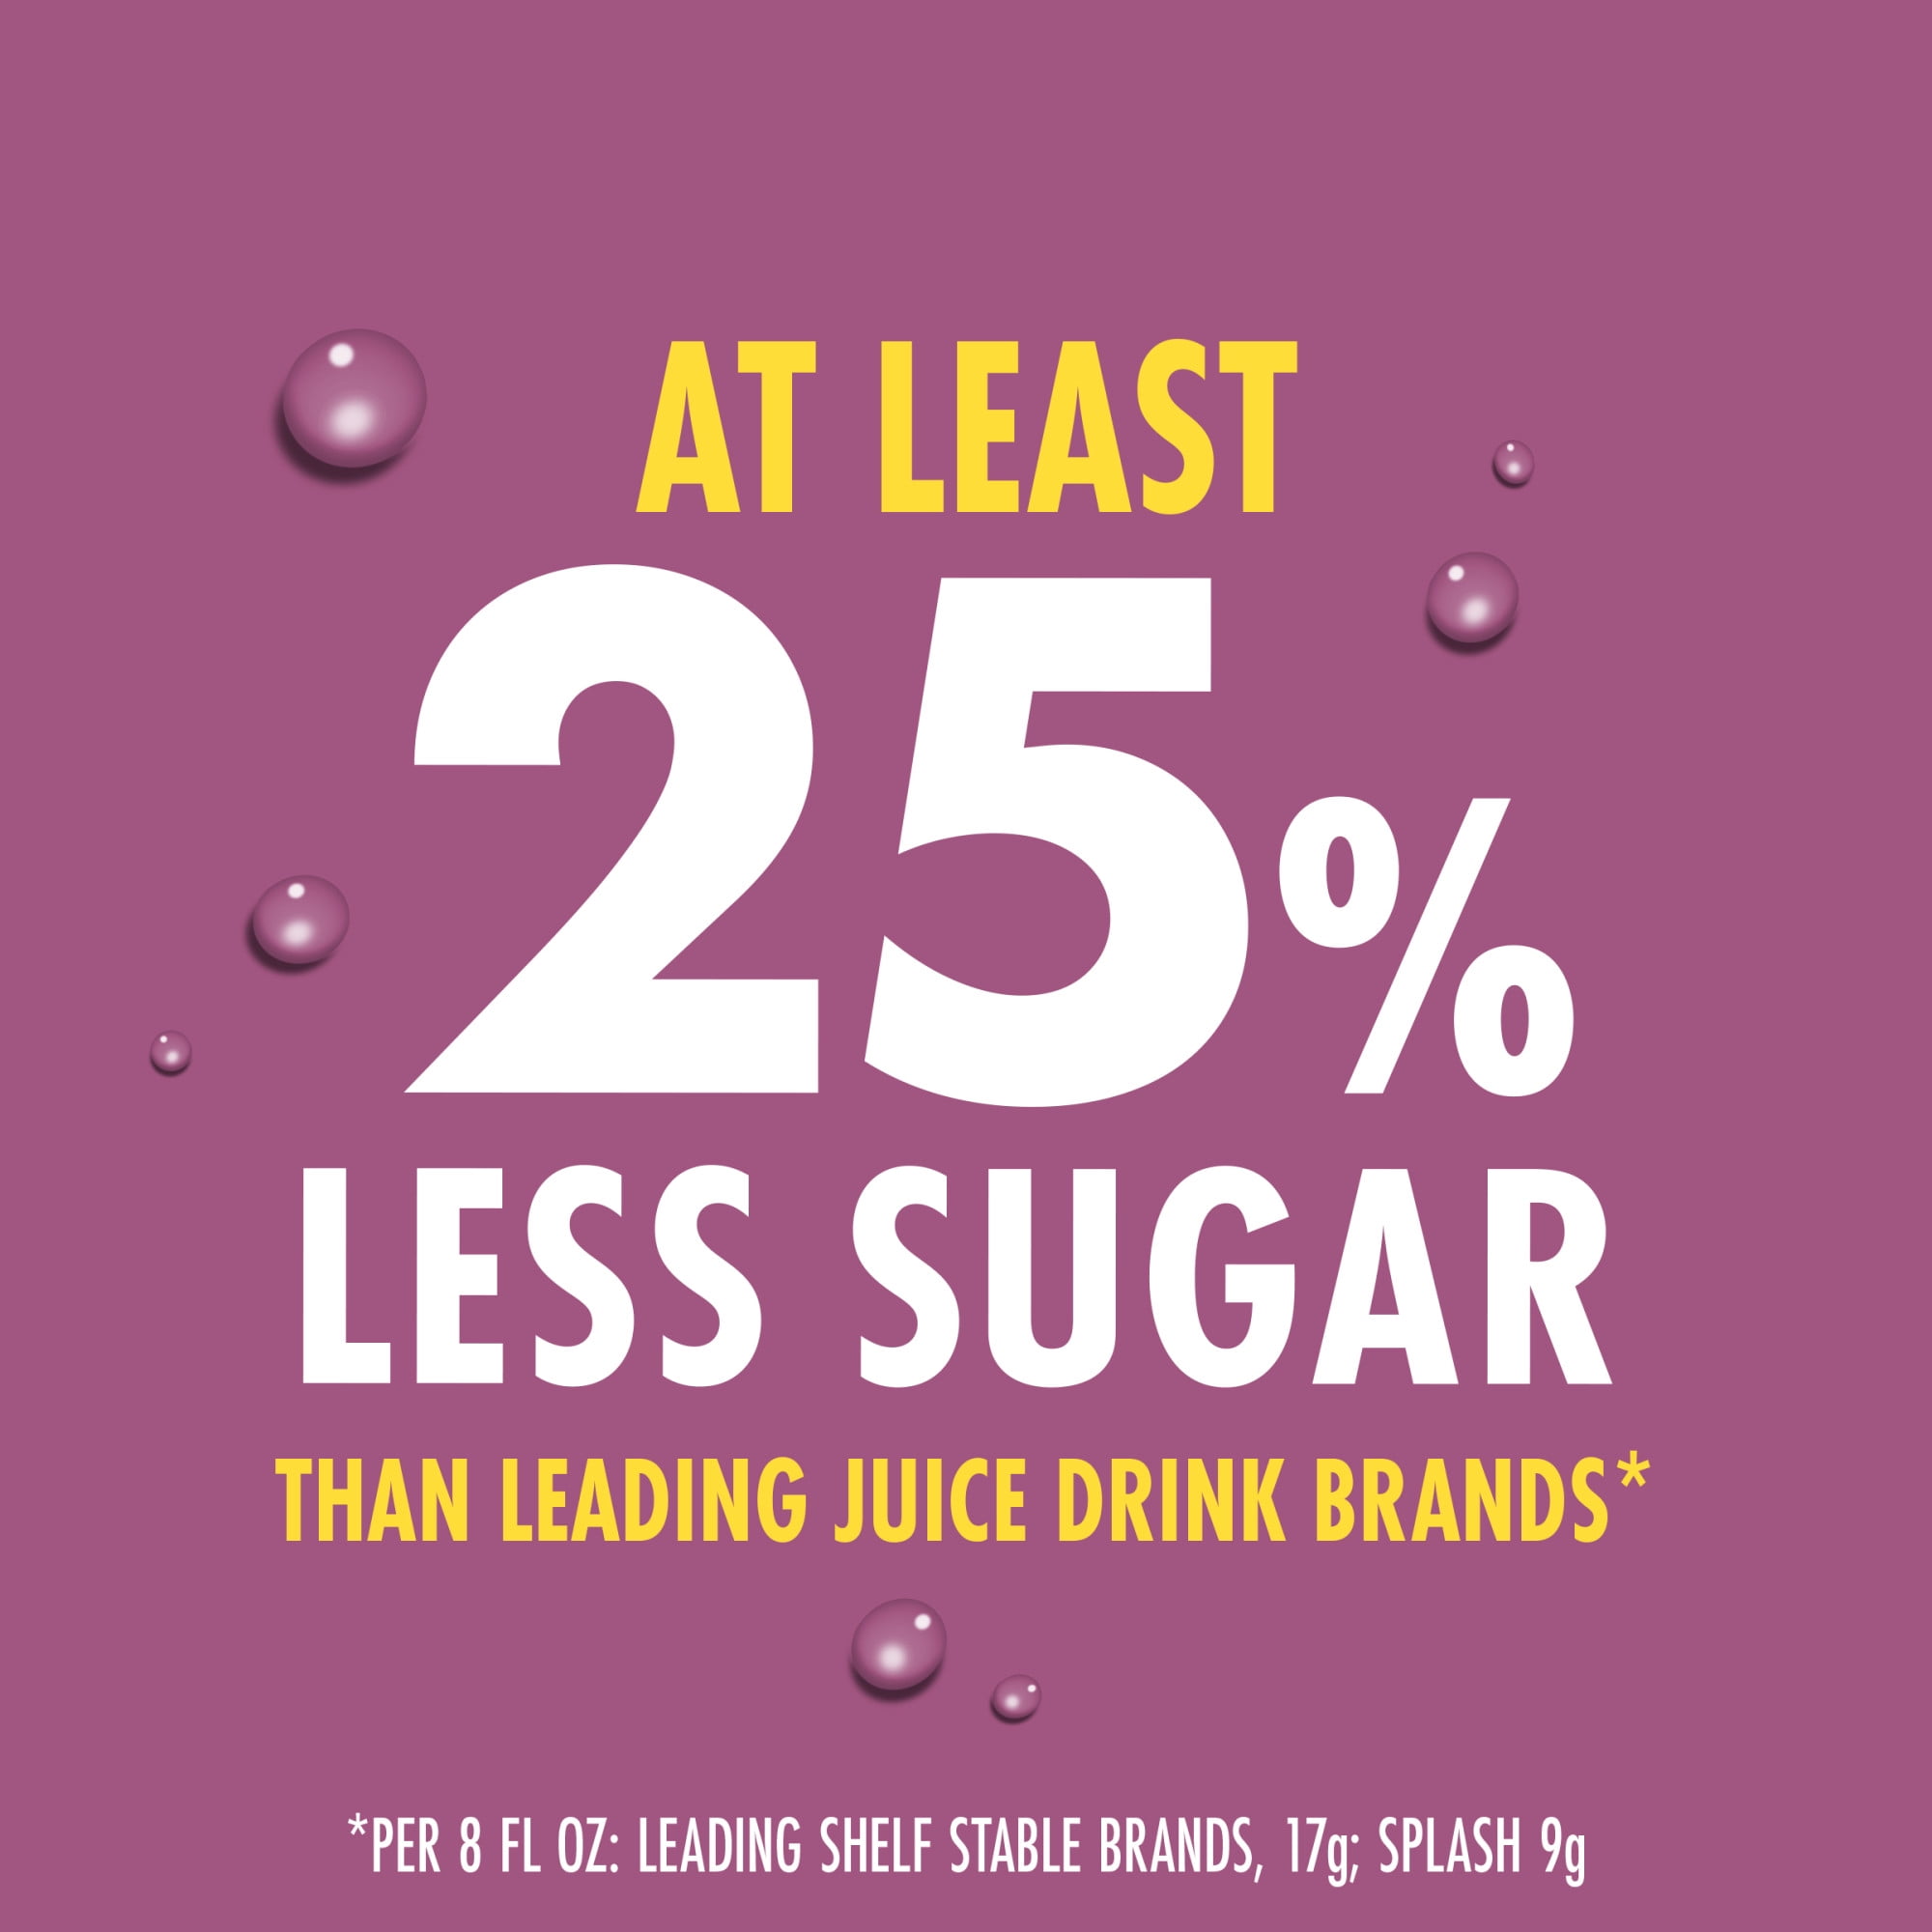 AT LEAST
25%
LESS SUGAR
THAN LEADING JUICE DRINK BRANDS*
*PER 8 FL OZ: LEADING SHELF STABLE BRANDS, 17g; SPLASH 9g